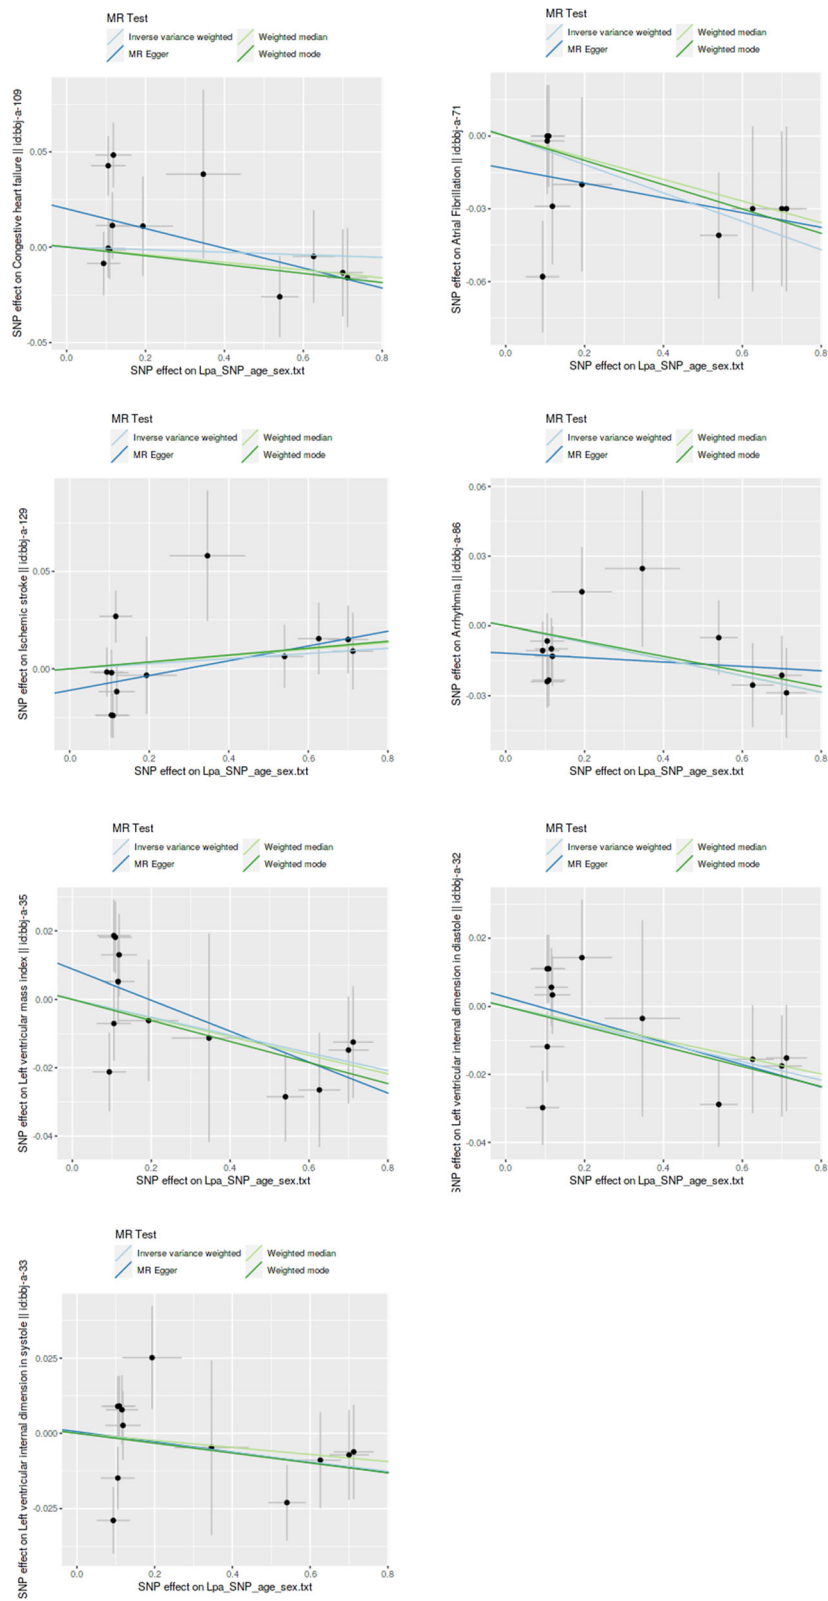 MR Test
Inverse variance weighted
Weighted median
MR Egger
Weighted mode
SNP effect on Congestive heart failure || id:bbj-a-109
0.05
0.00
-0.05
0.0 0.2 0.4 0.6 0.8
SNP effect on Lpa_SNP_age_sex.txt
MR Test
Inverse variance weighted
Weighted median
MR Egger
Weighted mode
SNP effect on Atrial Fibrillation || id:bbj-a-71
0.00
-0.03
-0.06
0.0 0.2 0.4 0.6 0.8
SNP effect on Lpa_SNP_age_sex.txt
MR Test
Inverse variance weighted
Weighted median
MR Egger
Weighted mode
SNP effect on Ischemic stroke || id:bbj-a-129
0.05
0.00
0.0 0.2 0.4 0.6 0.8
SNP effect on Lpa_SNP_age_sex.txt
MR Test
Inverse variance weighted
Weighted median
MR Egger
Weighted mode
SNP effect on Arrhythmia || id:bbj-a-86
0.06
0.03
0.00
-0.03
0.0 0.2 0.4 0.6 0.8
SNP effect on Lpa_SNP_age_sex.txt
MR Test
Inverse variance weighted
Weighted median
MR Egger
Weighted mode
SNP effect on Left ventricular mass index || id:bbj-a-35
0.02
0.00
-0.02
-0.04
0.0 0.2 0.4 0.6 0.8
SNP effect on Lpa_SNP_age_sex.txt
MR Test
Inverse variance weighted
Weighted median
MR Egger
Weighted mode
SNP effect on Left ventricular internal dimension in diastole || id:bbj-a-32
0.02
0.00
-0.02
-0.04
0.0 0.2 0.4 0.6 0.8
SNP effect on Lpa_SNP_age_sex.txt
MR Test
Inverse variance weighted
Weighted median
MR Egger
Weighted mode
SNP effect on Left ventricular internal dimension in systole || id:bbj-a-33
0.025
0.000
-0.025
0.0 0.2 0.4 0.6 0.8
SNP effect on Lpa_SNP_age_sex.txt